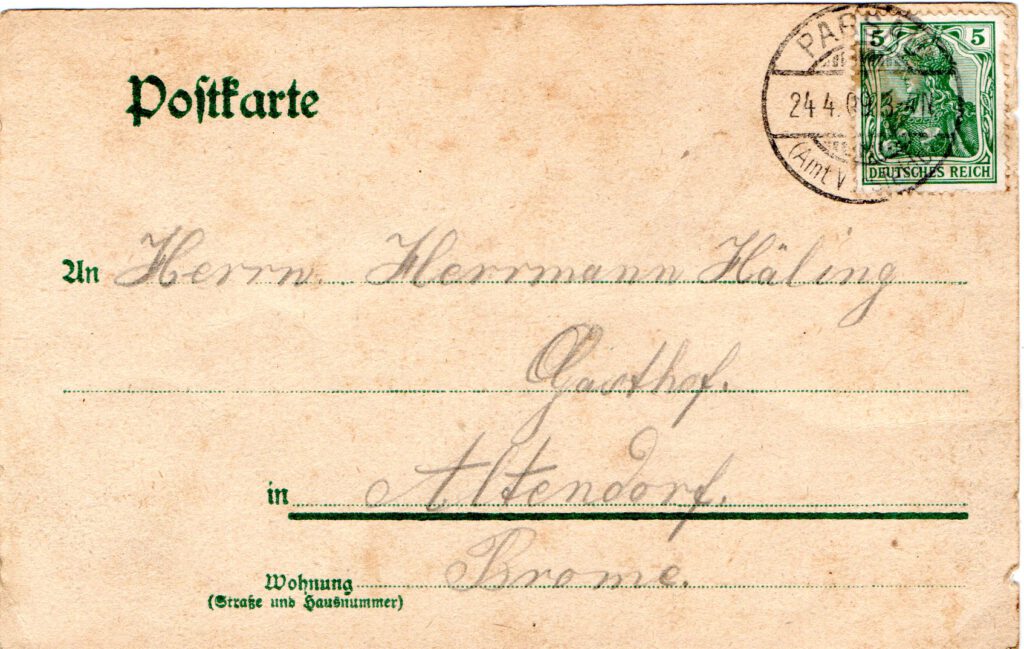 Postkarte
5 5
24.4.09
(Amt V
DEUTSCHES REICH
An Herrn Herrmann Häling
Gasthof.
in Altendorf.
Wohnung Brome.
(Straße und Hausnummer)